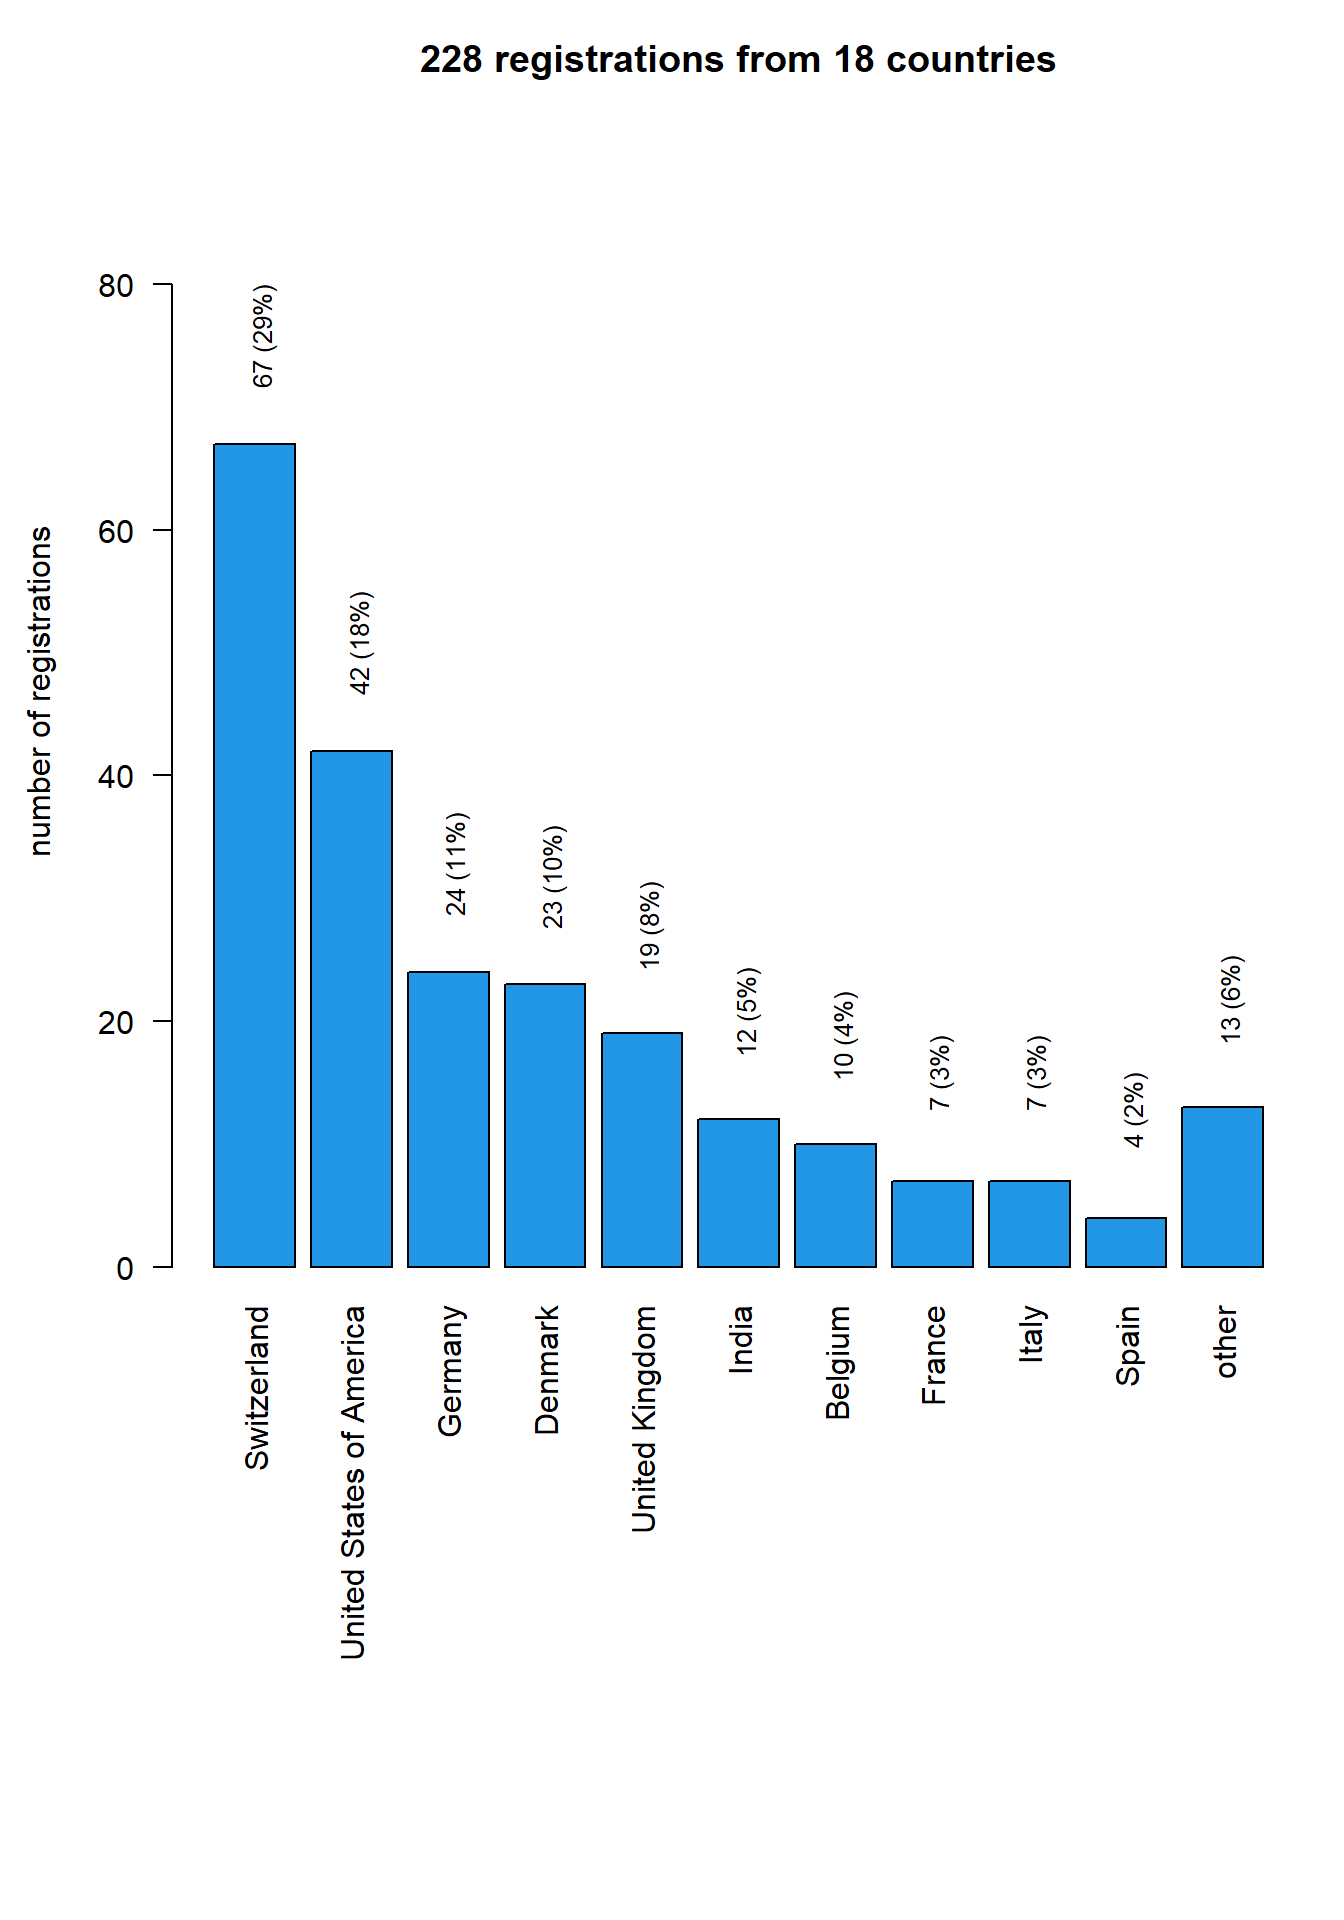 228 registrations from 18 countries
number of registrations
80
60
40
20
0
67 (29%)
42 (18%)
24 (11%)
23 (10%)
19 (8%)
12 (5%)
10 (4%)
7 (3%)
7 (3%)
4 (2%)
13 (6%)
Switzerland
United States of America
Germany
Denmark
United Kingdom
India
Belgium
France
Italy
Spain
other